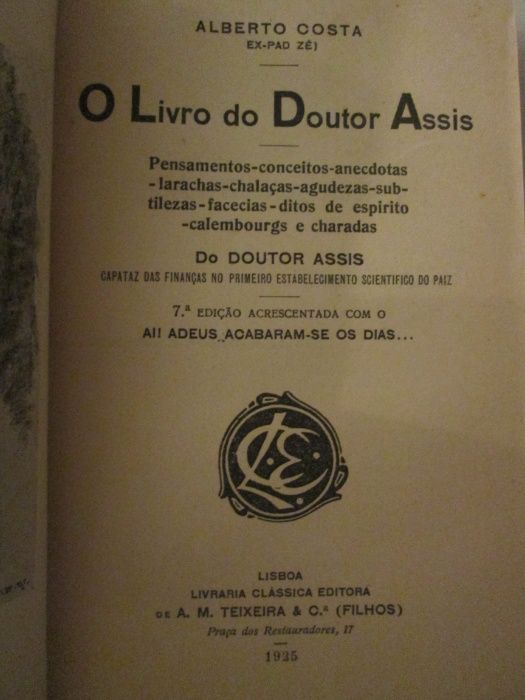 ALBERTO COSTA
EX-PAD ZÉ)
O LIVRO DO DOUTOR ASSIS
Pensamentos-conceitos-anecdotas
-larachas-chalaças-agudezas-sub-
tilezas-facecias-ditos de espirito
-calembourgs e charadas
DO DOUTOR ASSIS
CAPATAZ DAS FINANÇAS NO PRIMEIRO ESTABELECIMENTO SCIENTIFICO DO PAIZ
7.ª EDIÇÃO ACRESCENTADA COM O
AI! ADEUS, ACABARAM-SE OS DIAS...
LCE
LISBOA
LIVRARIA CLÁSSICA EDITORA
DE A. M. TEIXEIRA & C.ª (FILHOS)
Praça dos Restauradores, 17
1925